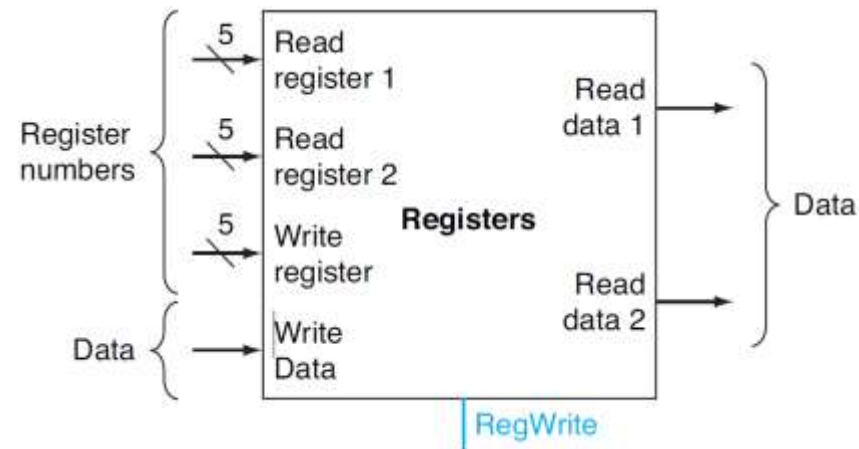 5
Read
register 1
5
Read
register 2
5
Write
register
Write
Data
Register
numbers
Data
Registers
Read
data 1
Read
data 2
Data
RegWrite